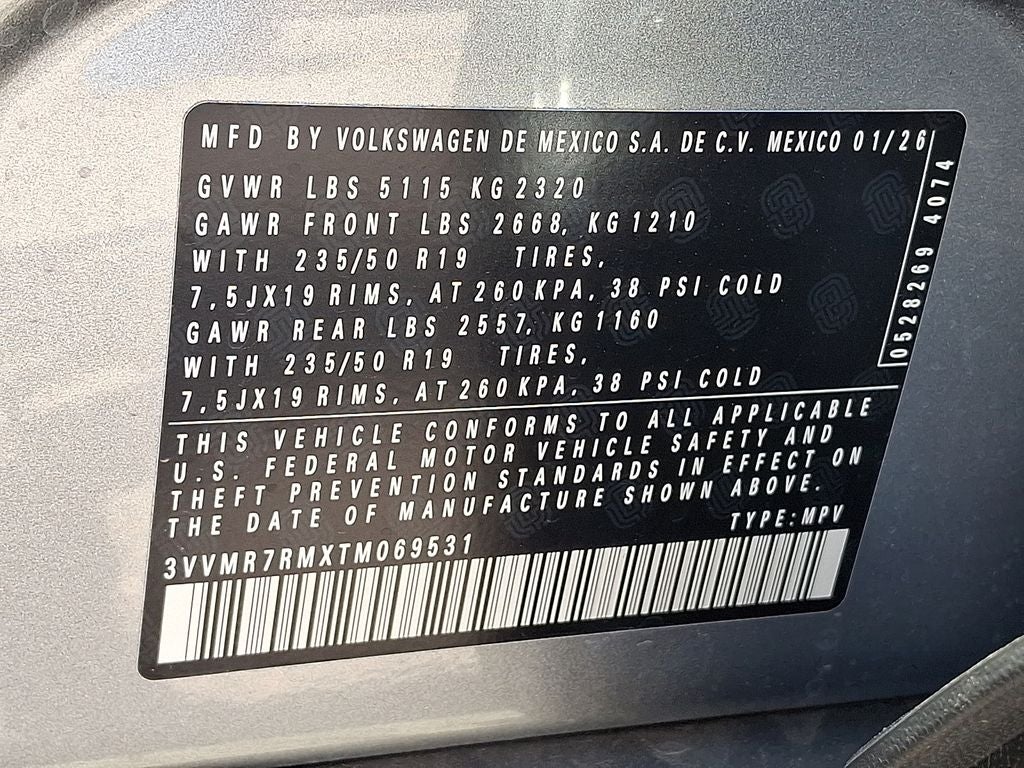 MFD BY VOLKSWAGEN DE MEXICO S.A. DE C.V. MEXICO 01/26
GVWR LBS 5115 KG 2320
GAWR FRONT LBS 2668, KG 1210
WITH 235/50 R19 TIRES,
7,5JX19 RIMS, AT 260 KPA, 38 PSI COLD
GAWR REAR LBS 2557, KG 1160
WITH 235/50 R19 TIRES,
7,5JX19 RIMS, AT 260 KPA, 38 PSI COLD
0528269 4074
THIS VEHICLE CONFORMS TO ALL APPLICABLE
U.S. FEDERAL MOTOR VEHICLE SAFETY AND
THEFT PREVENTION STANDARDS IN EFFECT ON
THE DATE OF MANUFACTURE SHOWN ABOVE.
TYPE: MPV
3VVMR7RMXTM069531